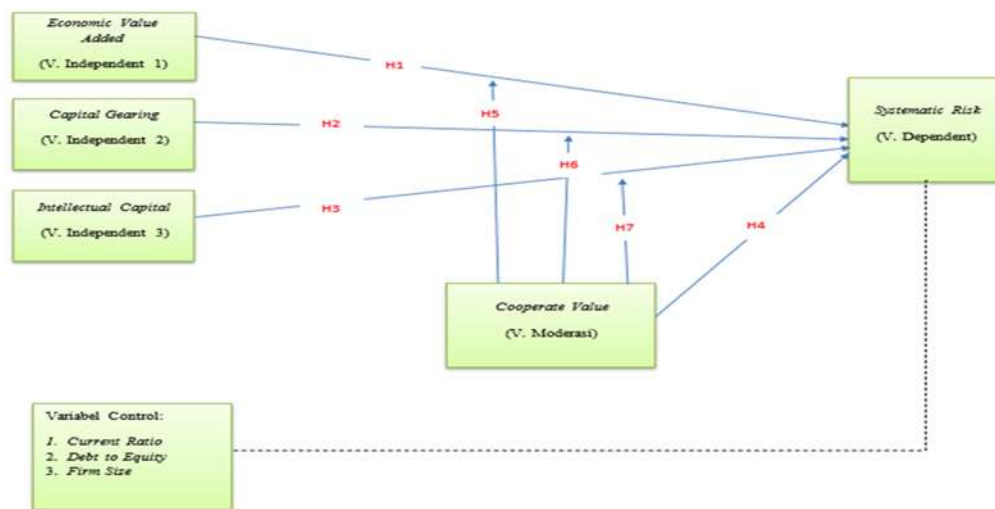 Economic Value
Added
(V. Independent 1)
H1
H5
Capital Gearing
(V. Independent 2)
H2
H6
Systematic Risk
(V. Dependent)
Intellectual Capital
(V. Independent 3)
H3
H7
H4
Cooperate Value
(V. Moderasi)
Variabel Control:
1. Current Ratio
2. Debt to Equity
3. Firm Size